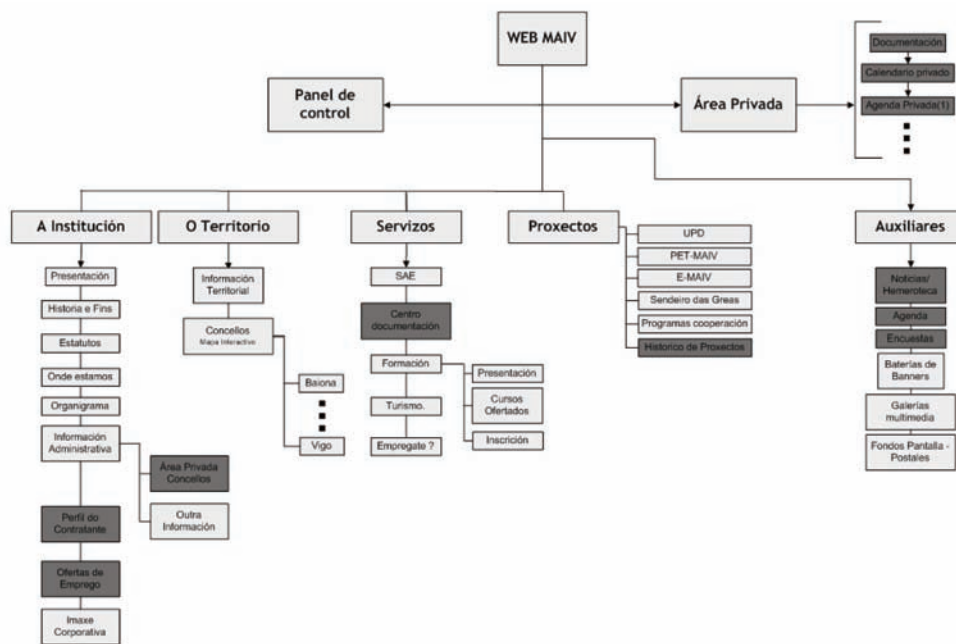 WEB MAIV
Panel de
control
Área Privada
Documentación
Calendario privado
Agenda Privada(1)
A Institución
Presentación
Historia e Fins
Estatutos
Onde estamos
Organigrama
Información
Administrativa
Área Privada
Concellos
Outra
Información
Perfil do
Contratante
Ofertas de
Emprego
Imaxe
Corporativa
O Territorio
Información
Territorial
Concellos
Mapa Interactivo
Baiona
Vigo
Servizos
SAE
Centro
documentación
Formación
Presentación
Cursos
Ofertados
Inscrición
Turismo.
Empregate ?
Proxectos
UPD
PET-MAIV
E-MAIV
Sendeiro das Greas
Programas cooperación
Historico de Proxectos
Auxiliares
Noticias/
Hemeroteca
Agenda
Encuestas
Baterías de
Banners
Galerías
multimedia
Fondos Pantalla -
Postales